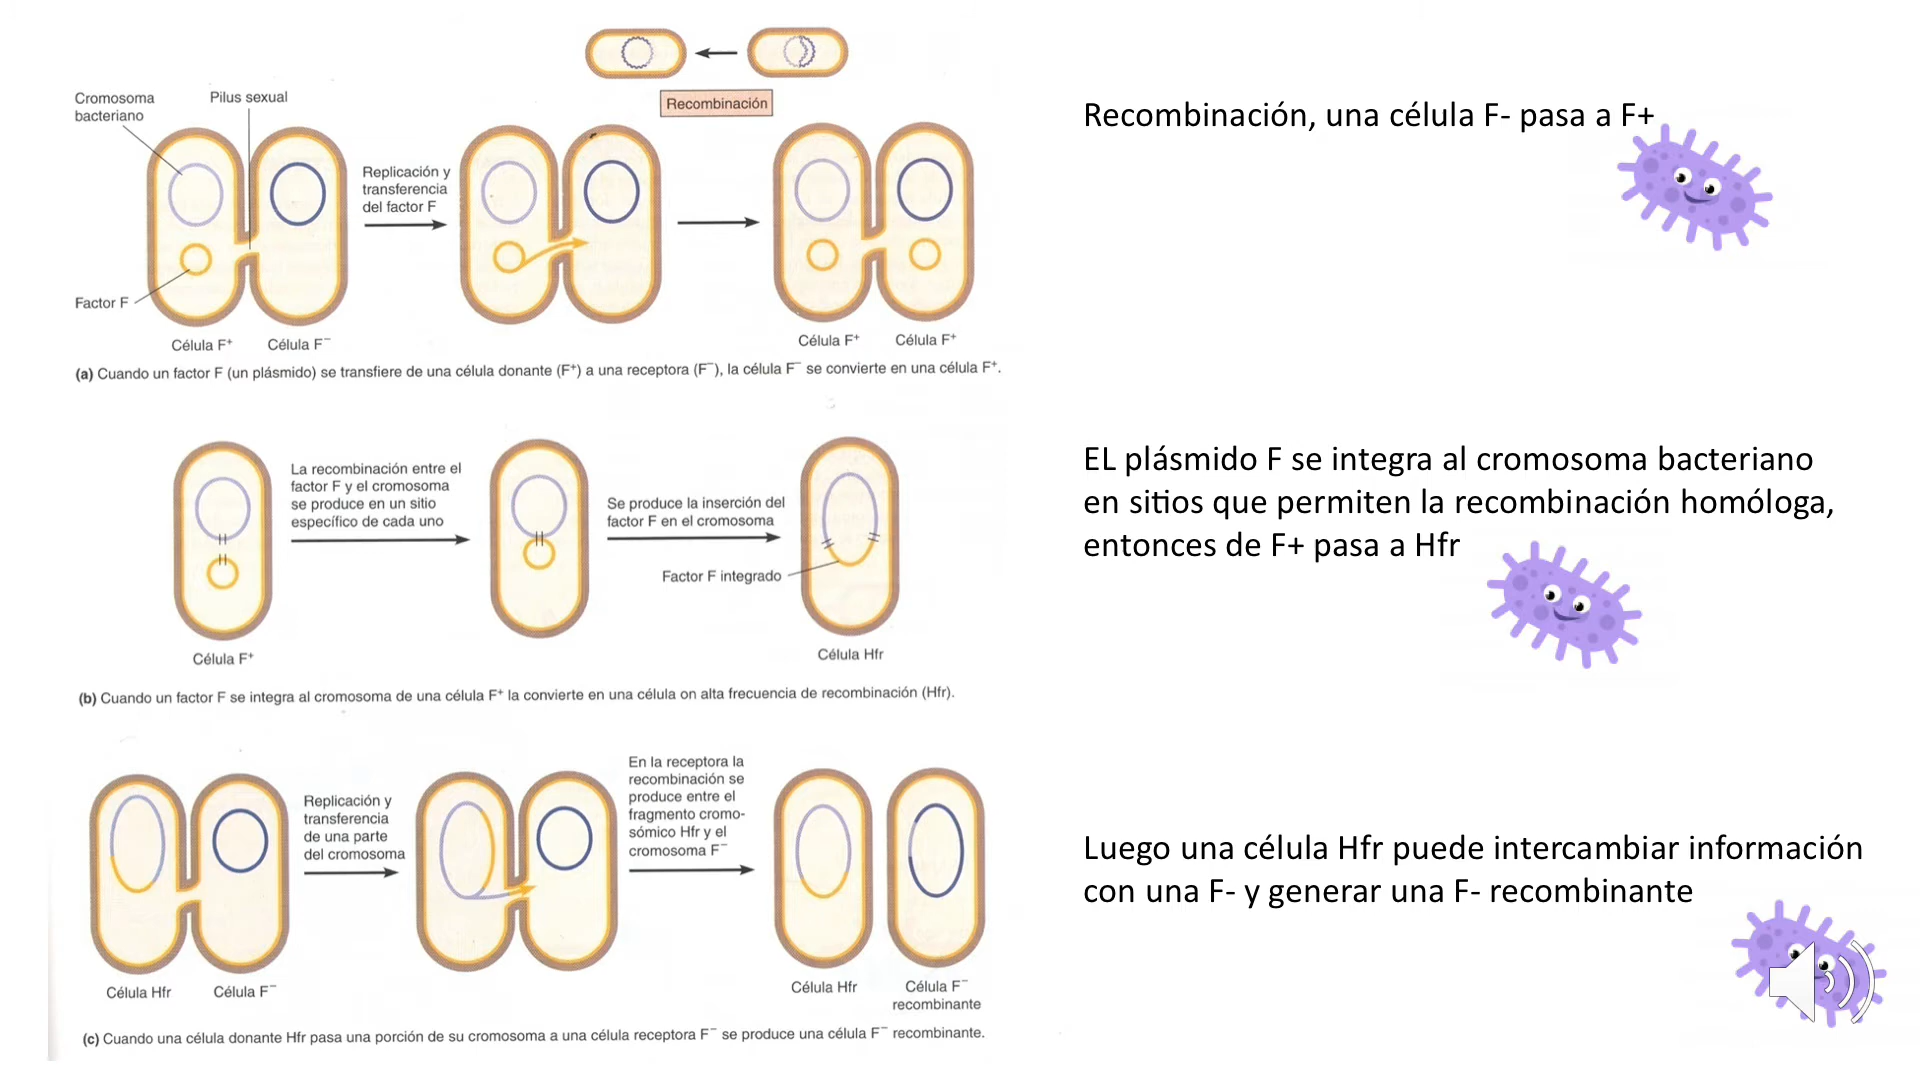 Recombinación
Cromosoma
bacteriano
Pilus sexual
Replicación y
transferencia
del factor F
Factor F
Célula F⁺
Célula F⁻
Célula F⁺
Célula F⁺
(a) Cuando un factor F (un plásmido) se transfiere de una célula donante (F⁺) a una receptora (F⁻), la célula F⁻ se convierte en una célula F⁺.
Recombinación, una célula F- pasa a F+
La recombinación entre el
factor F y el cromosoma
se produce en un sitio
específico de cada uno
Se produce la inserción del
factor F en el cromosoma
Factor F integrado
Célula F⁺
Célula Hfr
(b) Cuando un factor F se integra al cromosoma de una célula F⁺ la convierte en una célula on alta frecuencia de recombinación (Hfr).
EL plásmido F se integra al cromosoma bacteriano
en sitios que permiten la recombinación homóloga,
entonces de F+ pasa a Hfr
Replicación y
transferencia
de una parte
del cromosoma
En la receptora la
recombinación se
produce entre el
fragmento cromo-
sómico Hfr y el
cromosoma F⁻
Célula Hfr
Célula F⁻
Célula Hfr
Célula F⁻
recombinante
(c) Cuando una célula donante Hfr pasa una porción de su cromosoma a una célula receptora F⁻ se produce una célula F⁻ recombinante.
Luego una célula Hfr puede intercambiar información
con una F- y generar una F- recombinante